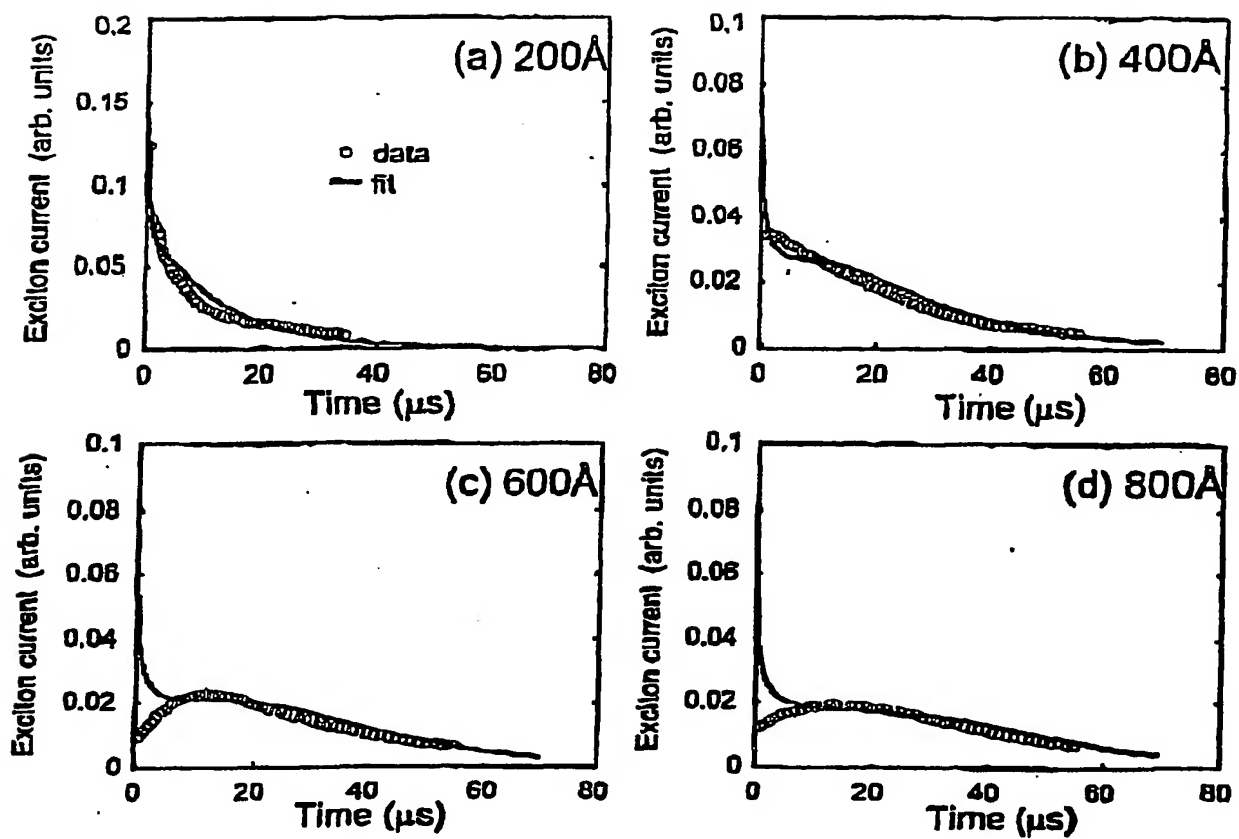 (a) 200Å
Exciton current (arb. units)
0.2
0.15
0.1
0.05
0
data
fit
0 20 40 60 80
Time (μs)
(b) 400Å
Exciton current (arb. units)
0.1
0.08
0.06
0.04
0.02
0
0 20 40 60 80
Time (μs)
(c) 600Å
Exciton current (arb. units)
0.1
0.08
0.06
0.04
0.02
0
0 20 40 60 80
Time (μs)
(d) 800Å
Exciton current (arb. units)
0.1
0.08
0.06
0.04
0.02
0
0 20 40 60 80
Time (μs)